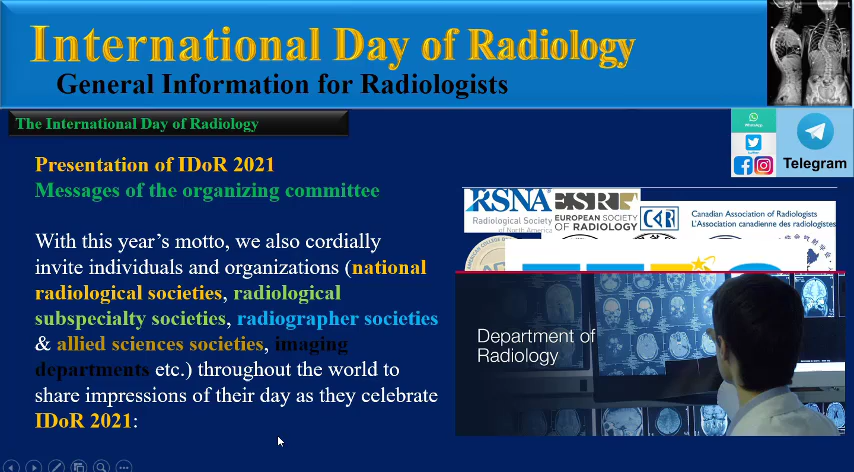 International Day of Radiology
General Information for Radiologists
The International Day of Radiology
WhatsApp
Telegram
Presentation of IDoR 2021
Messages of the organizing committee
With this year's motto, we also cordially
invite individuals and organizations (national
radiological societies, radiological
subspecialty societies, radiographer societies
& allied sciences societies, imaging
departments etc.) throughout the world to
share impressions of their day as they celebrate
IDoR 2021:
RSNA
Radiological Society
of North America
ESR
EUROPEAN SOCIETY
OF RADIOLOGY
CAR
Canadian Association of Radiologists
L'Association canadienne des radiologistes
Department of
Radiology